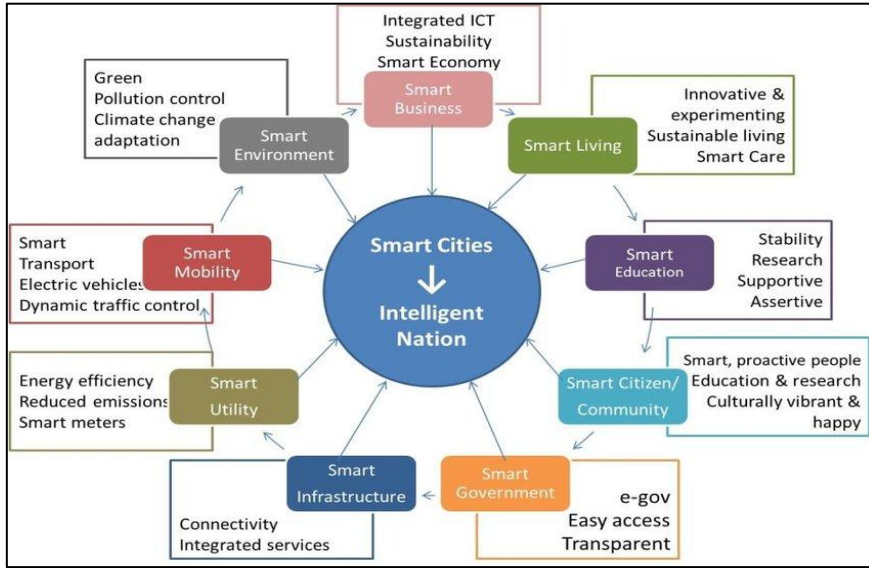 Integrated ICT
Sustainability
Smart Economy
Smart
Business
Innovative &
experimenting
Sustainable living
Smart Care
Smart Living
Stability
Research
Supportive
Assertive
Smart
Education
Smart, proactive people
Education & research
Culturally vibrant &
happy
Smart Citizen/
Community
e-gov
Easy access
Transparent
Smart
Government
Connectivity
Integrated services
Smart
Infrastructure
Energy efficiency
Reduced emissions
Smart meters
Smart
Utility
Smart
Transport
Electric vehicles
Dynamic traffic control
Smart
Mobility
Green
Pollution control
Climate change
adaptation
Smart
Environment
Smart Cities
Intelligent
Nation